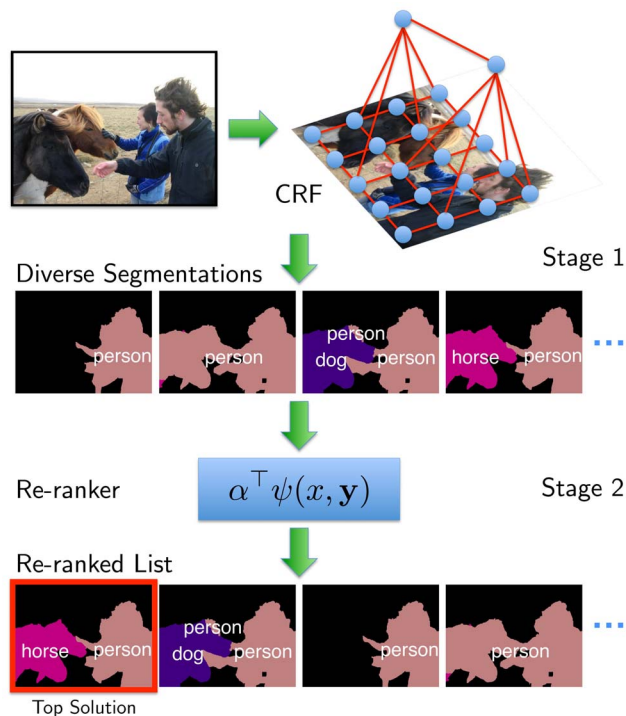 CRF
Stage 1
Diverse Segmentations
person
person
person
dog person
horse person
...
Re-ranker
α⊤ψ(x, y)
Stage 2
Re-ranked List
horse person
person
dog person
person
person
...
Top Solution